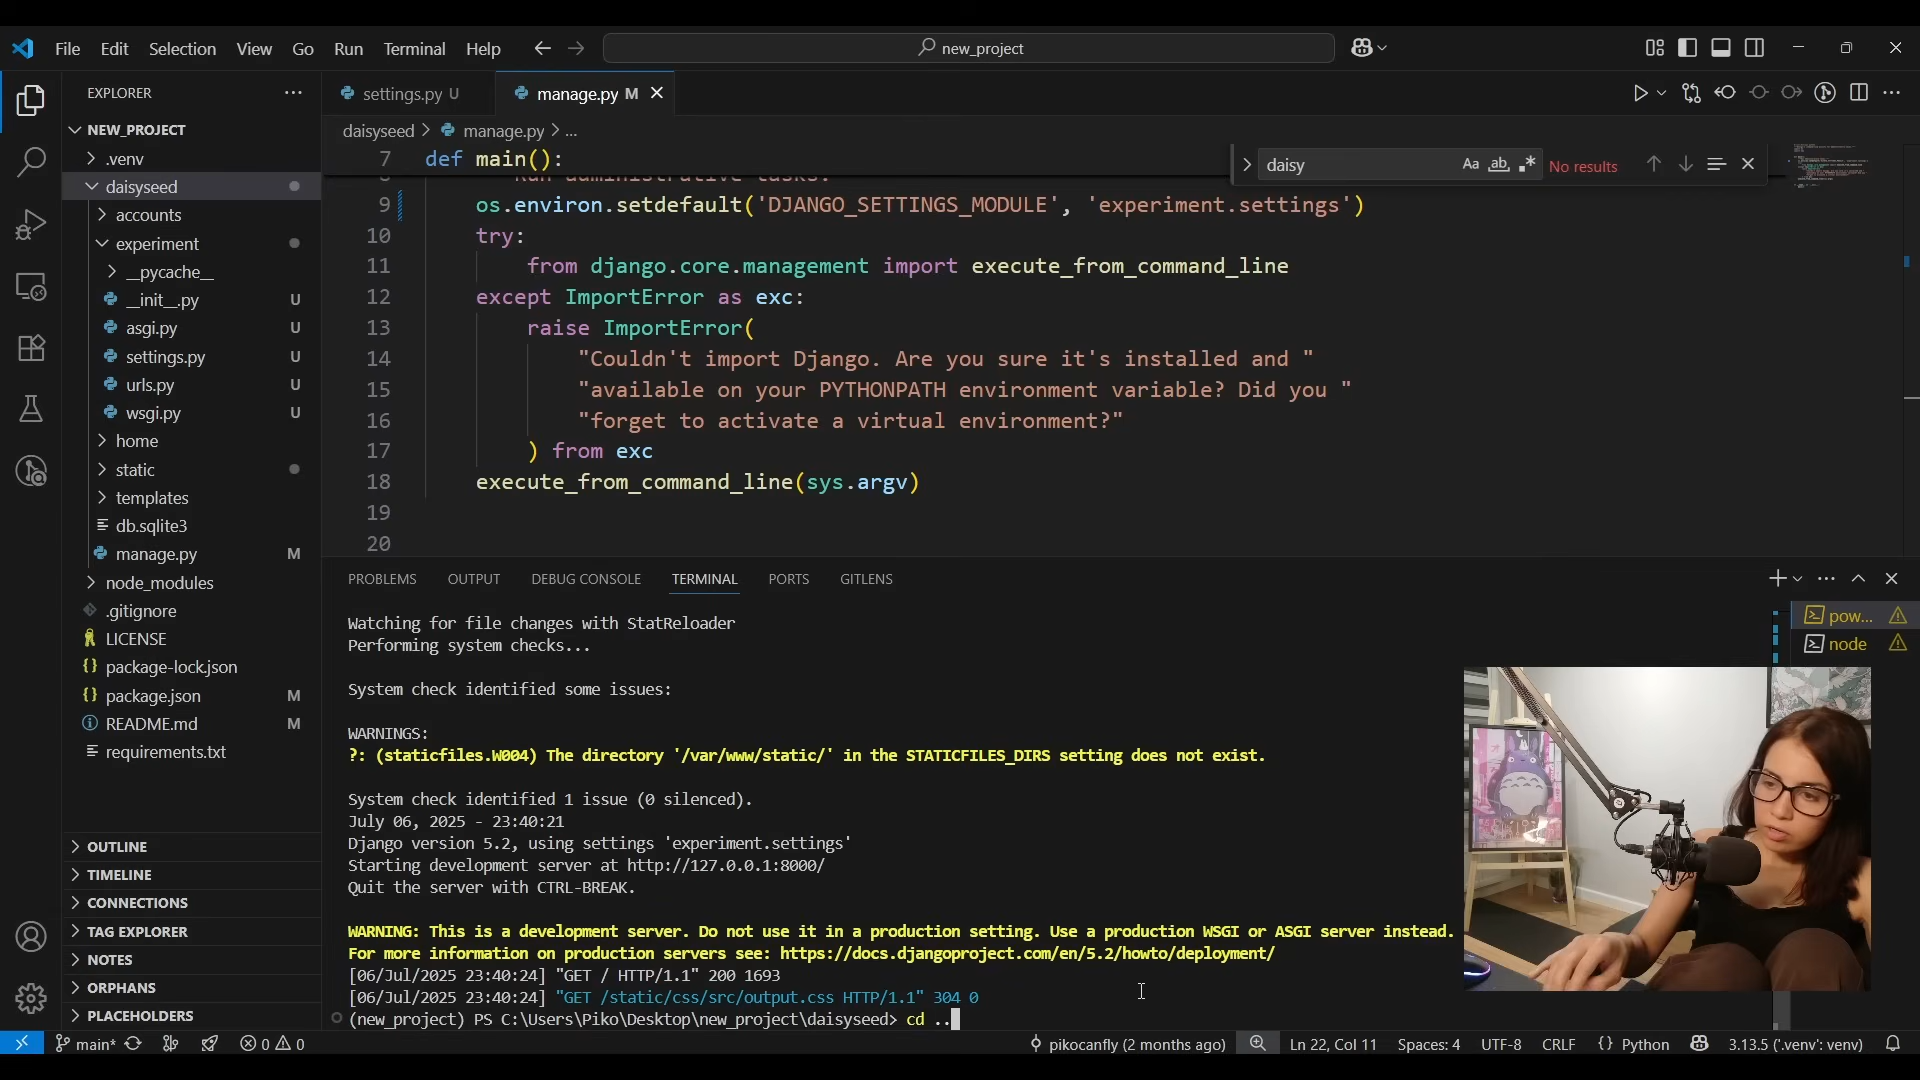 File Edit Selection View Go Run Terminal Help
new_project
EXPLORER
NEW_PROJECT
.venv
daisyseed
accounts
experiment
__pycache__
__init__.py U
asgi.py U
settings.py U
urls.py U
wsgi.py U
home
static
templates
db.sqlite3
manage.py M
node_modules
.gitignore
LICENSE
package-lock.json
package.json M
README.md M
requirements.txt
OUTLINE
TIMELINE
CONNECTIONS
TAG EXPLORER
NOTES
ORPHANS
PLACEHOLDERS
settings.py U
manage.py M
daisyseed > manage.py > ...
daisy
Aa ab .* No results
7 def main():
9 os.environ.setdefault('DJANGO_SETTINGS_MODULE', 'experiment.settings')
10 try:
11 from django.core.management import execute_from_command_line
12 except ImportError as exc:
13 raise ImportError(
14 "Couldn't import Django. Are you sure it's installed and "
15 "available on your PYTHONPATH environment variable? Did you "
16 "forget to activate a virtual environment?"
17 ) from exc
18 execute_from_command_line(sys.argv)
19
20
PROBLEMS OUTPUT DEBUG CONSOLE TERMINAL PORTS GITLENS
pow...
node
Watching for file changes with StatReloader
Performing system checks...
System check identified some issues:
WARNINGS:
?: (staticfiles.W004) The directory '/var/www/static/' in the STATICFILES_DIRS setting does not exist.
System check identified 1 issue (0 silenced).
July 06, 2025 - 23:40:21
Django version 5.2, using settings 'experiment.settings'
Starting development server at http://127.0.0.1:8000/
Quit the server with CTRL-BREAK.
WARNING: This is a development server. Do not use it in a production setting. Use a production WSGI or ASGI server instead.
For more information on production servers see: https://docs.djangoproject.com/en/5.2/howto/deployment/
[06/Jul/2025 23:40:24] "GET / HTTP/1.1" 200 1693
[06/Jul/2025 23:40:24] "GET /static/css/src/output.css HTTP/1.1" 304 0
(new_project) PS C:\Users\Piko\Desktop\new_project\daisyseed> cd ..
main* 0 0 pikocanfly (2 months ago) Ln 22, Col 11 Spaces: 4 UTF-8 CRLF {} Python 3.13.5 ('.venv': venv)